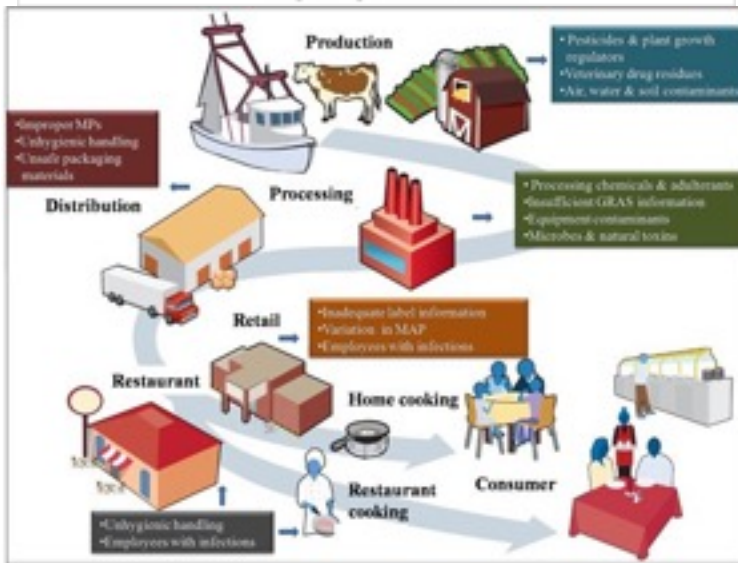 Production
•Pesticides & plant growth
regulators
•Veterinary drug residues
•Air, water & soil contaminants
•Improper MPs
•Unhygienic handling
•Unsafe packaging
materials
Distribution
Processing
• Processing chemicals & adulterants
•Insufficient GRAS information
•Equipment contaminants
•Microbes & natural toxins
Retail
•Inadequate label information
•Variation in MAP
•Employees with infections
Restaurant
Home cooking
Restaurant
cooking
Consumer
•Unhygienic handling
•Employees with infections